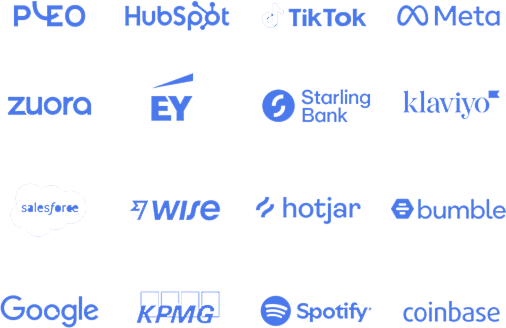 PLEO HubSpot TikTok Meta
zuora EY Starling Bank klaviyo
salesforce wise hotjar bumble
Google KPMG Spotify coinbase